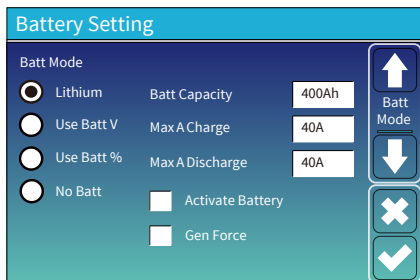 Battery Setting
Batt Mode
Lithium
Batt Capacity 400Ah
Use Batt V
Max A Charge 40A
Use Batt %
Max A Discharge 40A
No Batt
Activate Battery
Gen Force
Batt
Mode